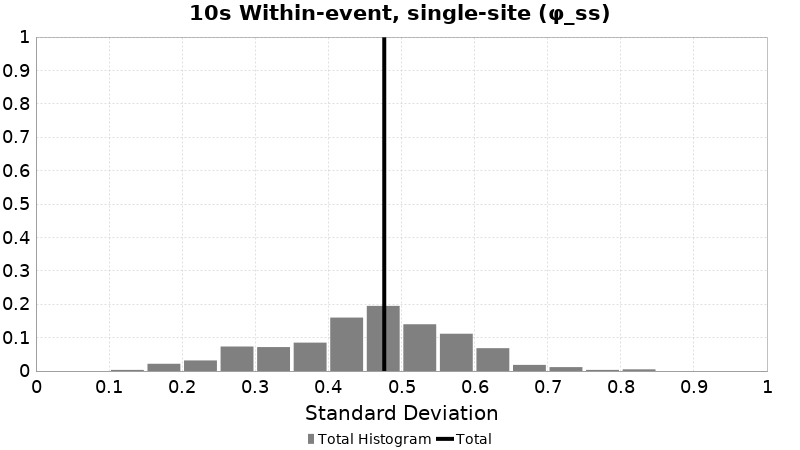 10s Within-event, single-site (φ_ss)
1
0.9
0.8
0.7
0.6
0.5
0.4
0.3
0.2
0.1
0
0 0.1 0.2 0.3 0.4 0.5 0.6 0.7 0.8 0.9 1
Standard Deviation
Total Histogram Total